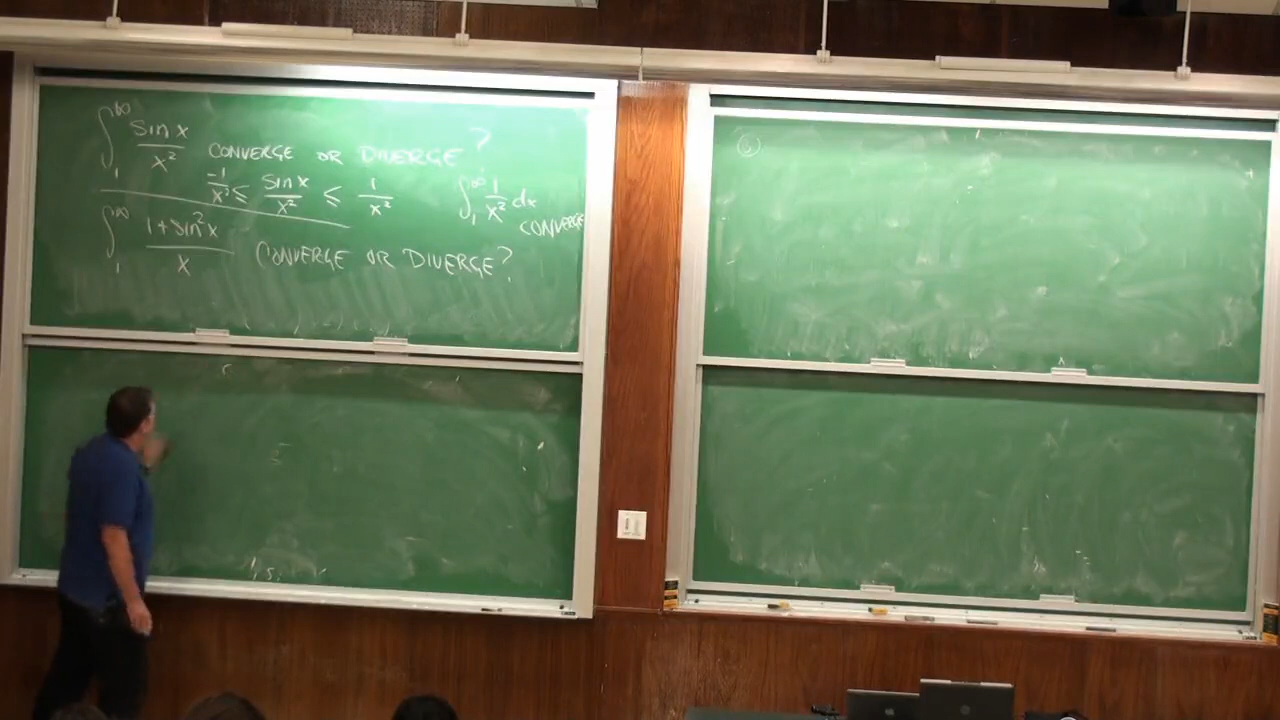 ∫₁^∞ sin x / x² CONVERGE OR DIVERGE?
-1/x² ≤ sin x / x² ≤ 1/x² ∫₁^∞ 1/x² dx
CONVERGE
∫₁^∞ 1 + sin² x / x CONVERGE OR DIVERGE?